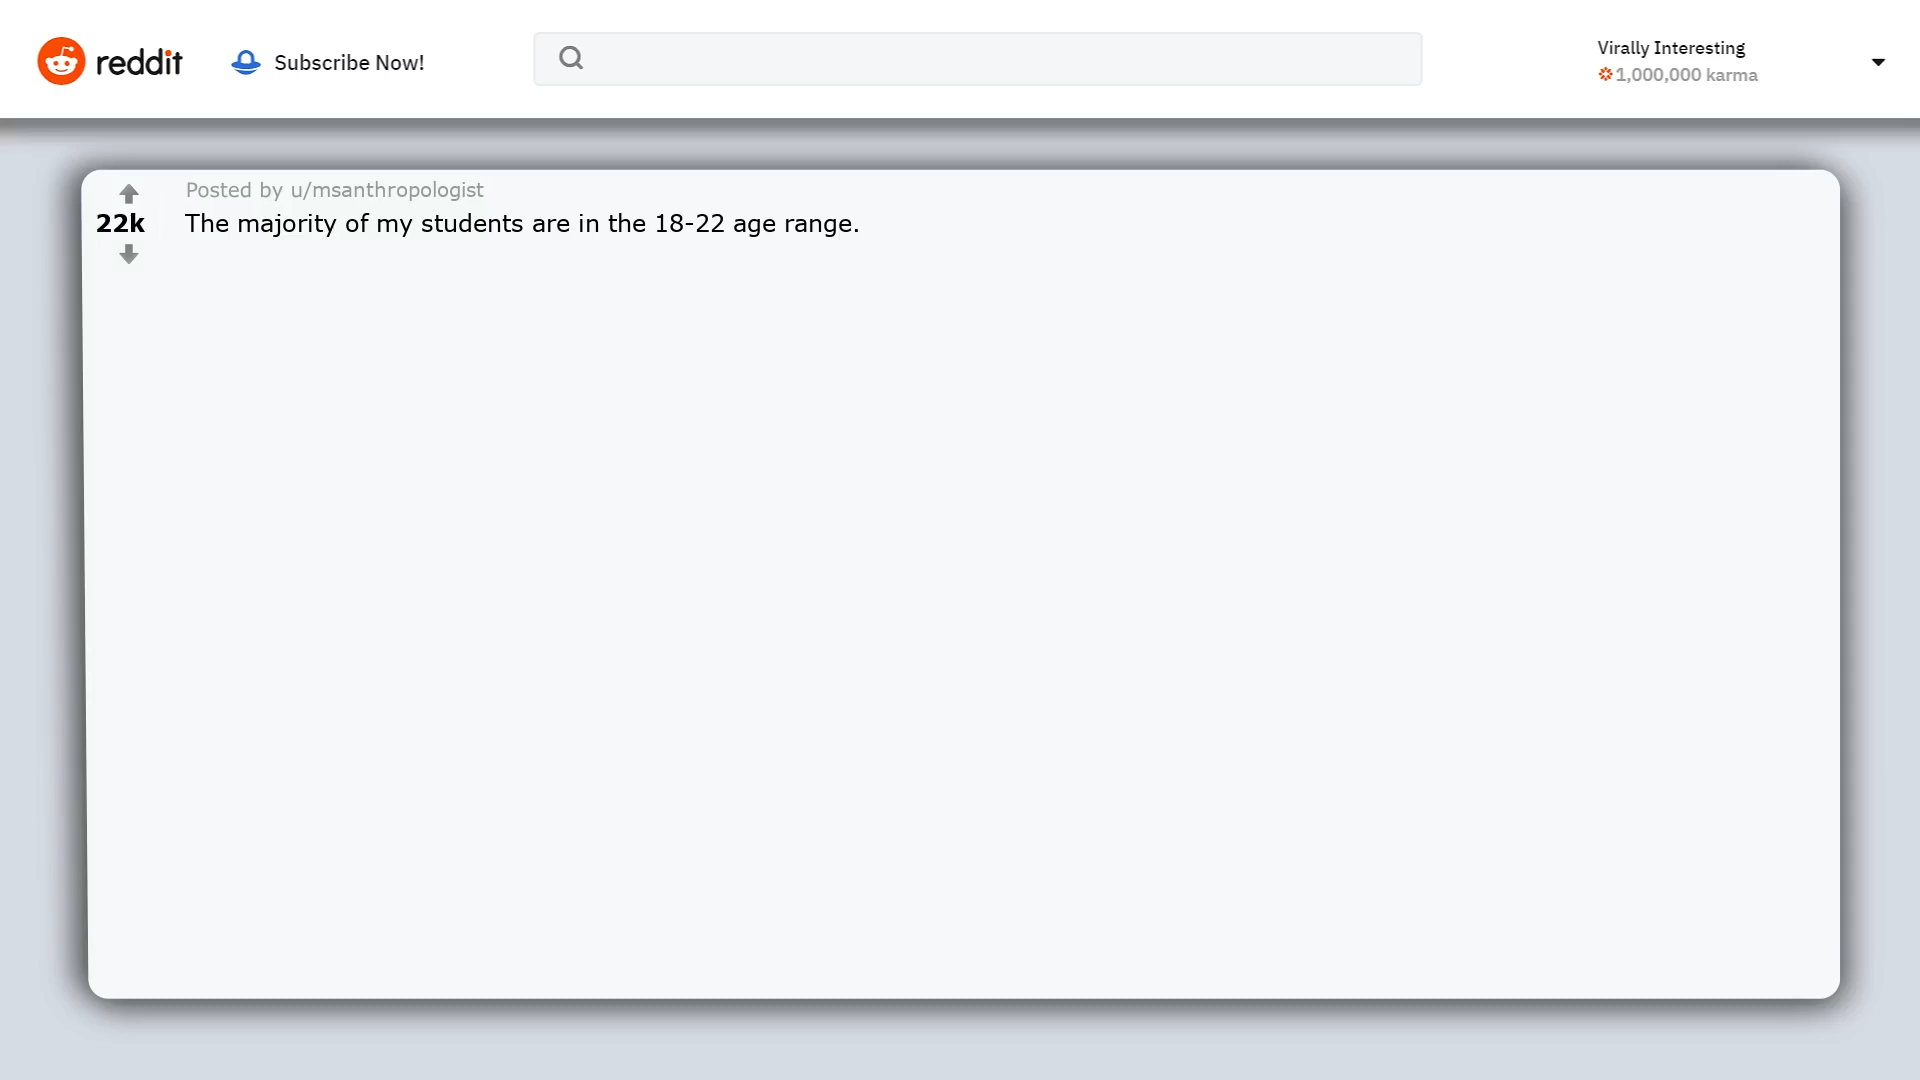 reddit
Subscribe Now!
Virally Interesting
1,000,000 karma
Posted by u/msanthropologist
22k
The majority of my students are in the 18-22 age range.